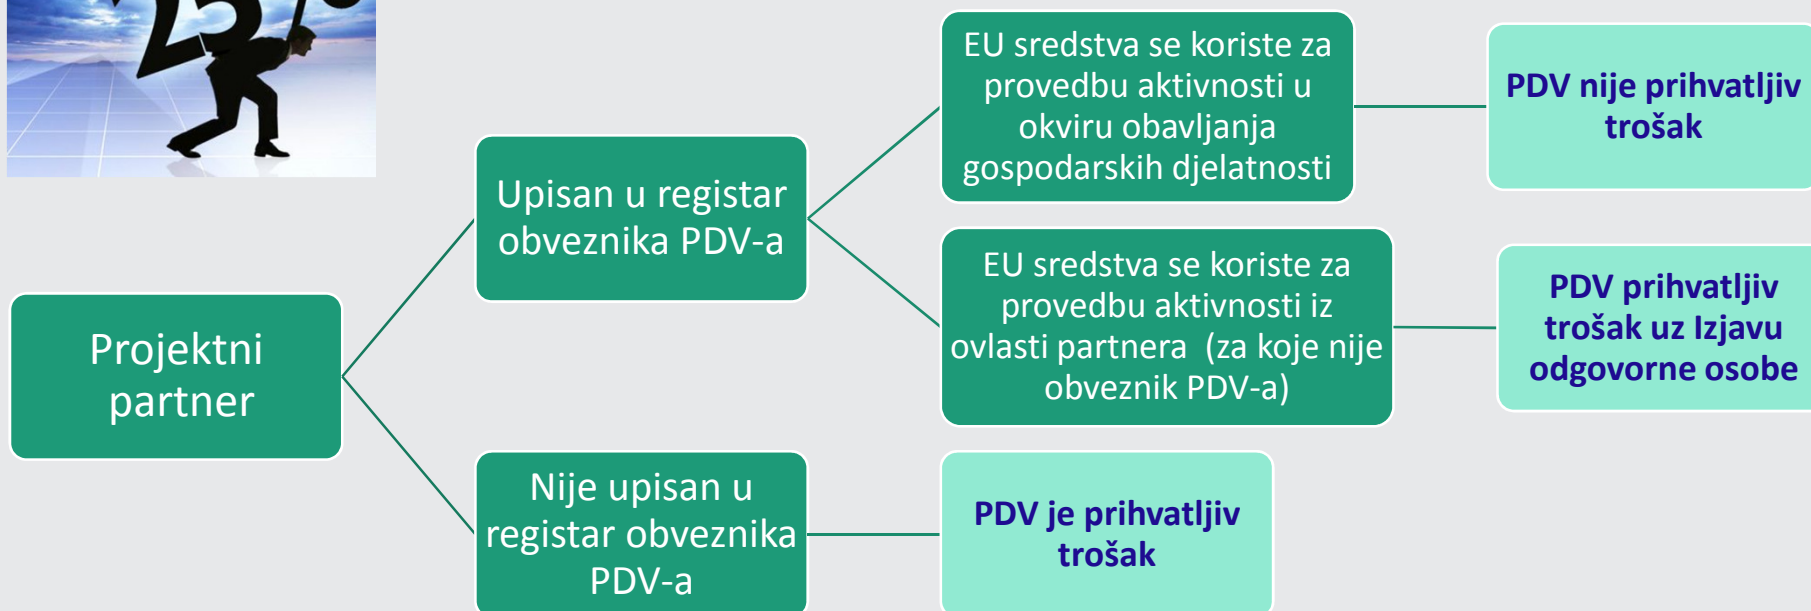 25%
Projektni
partner
Upisan u registar
obveznika PDV-a
EU sredstva se koriste za
provedbu aktivnosti u
okviru obavljanja
gospodarskih djelatnosti
PDV nije prihvatljiv
trošak
EU sredstva se koriste za
provedbu aktivnosti iz
ovlasti partnera (za koje nije
obveznik PDV-a)
PDV prihvatljiv
trošak uz Izjavu
odgovorne osobe
Nije upisan u
registar obveznika
PDV-a
PDV je prihvatljiv
trošak